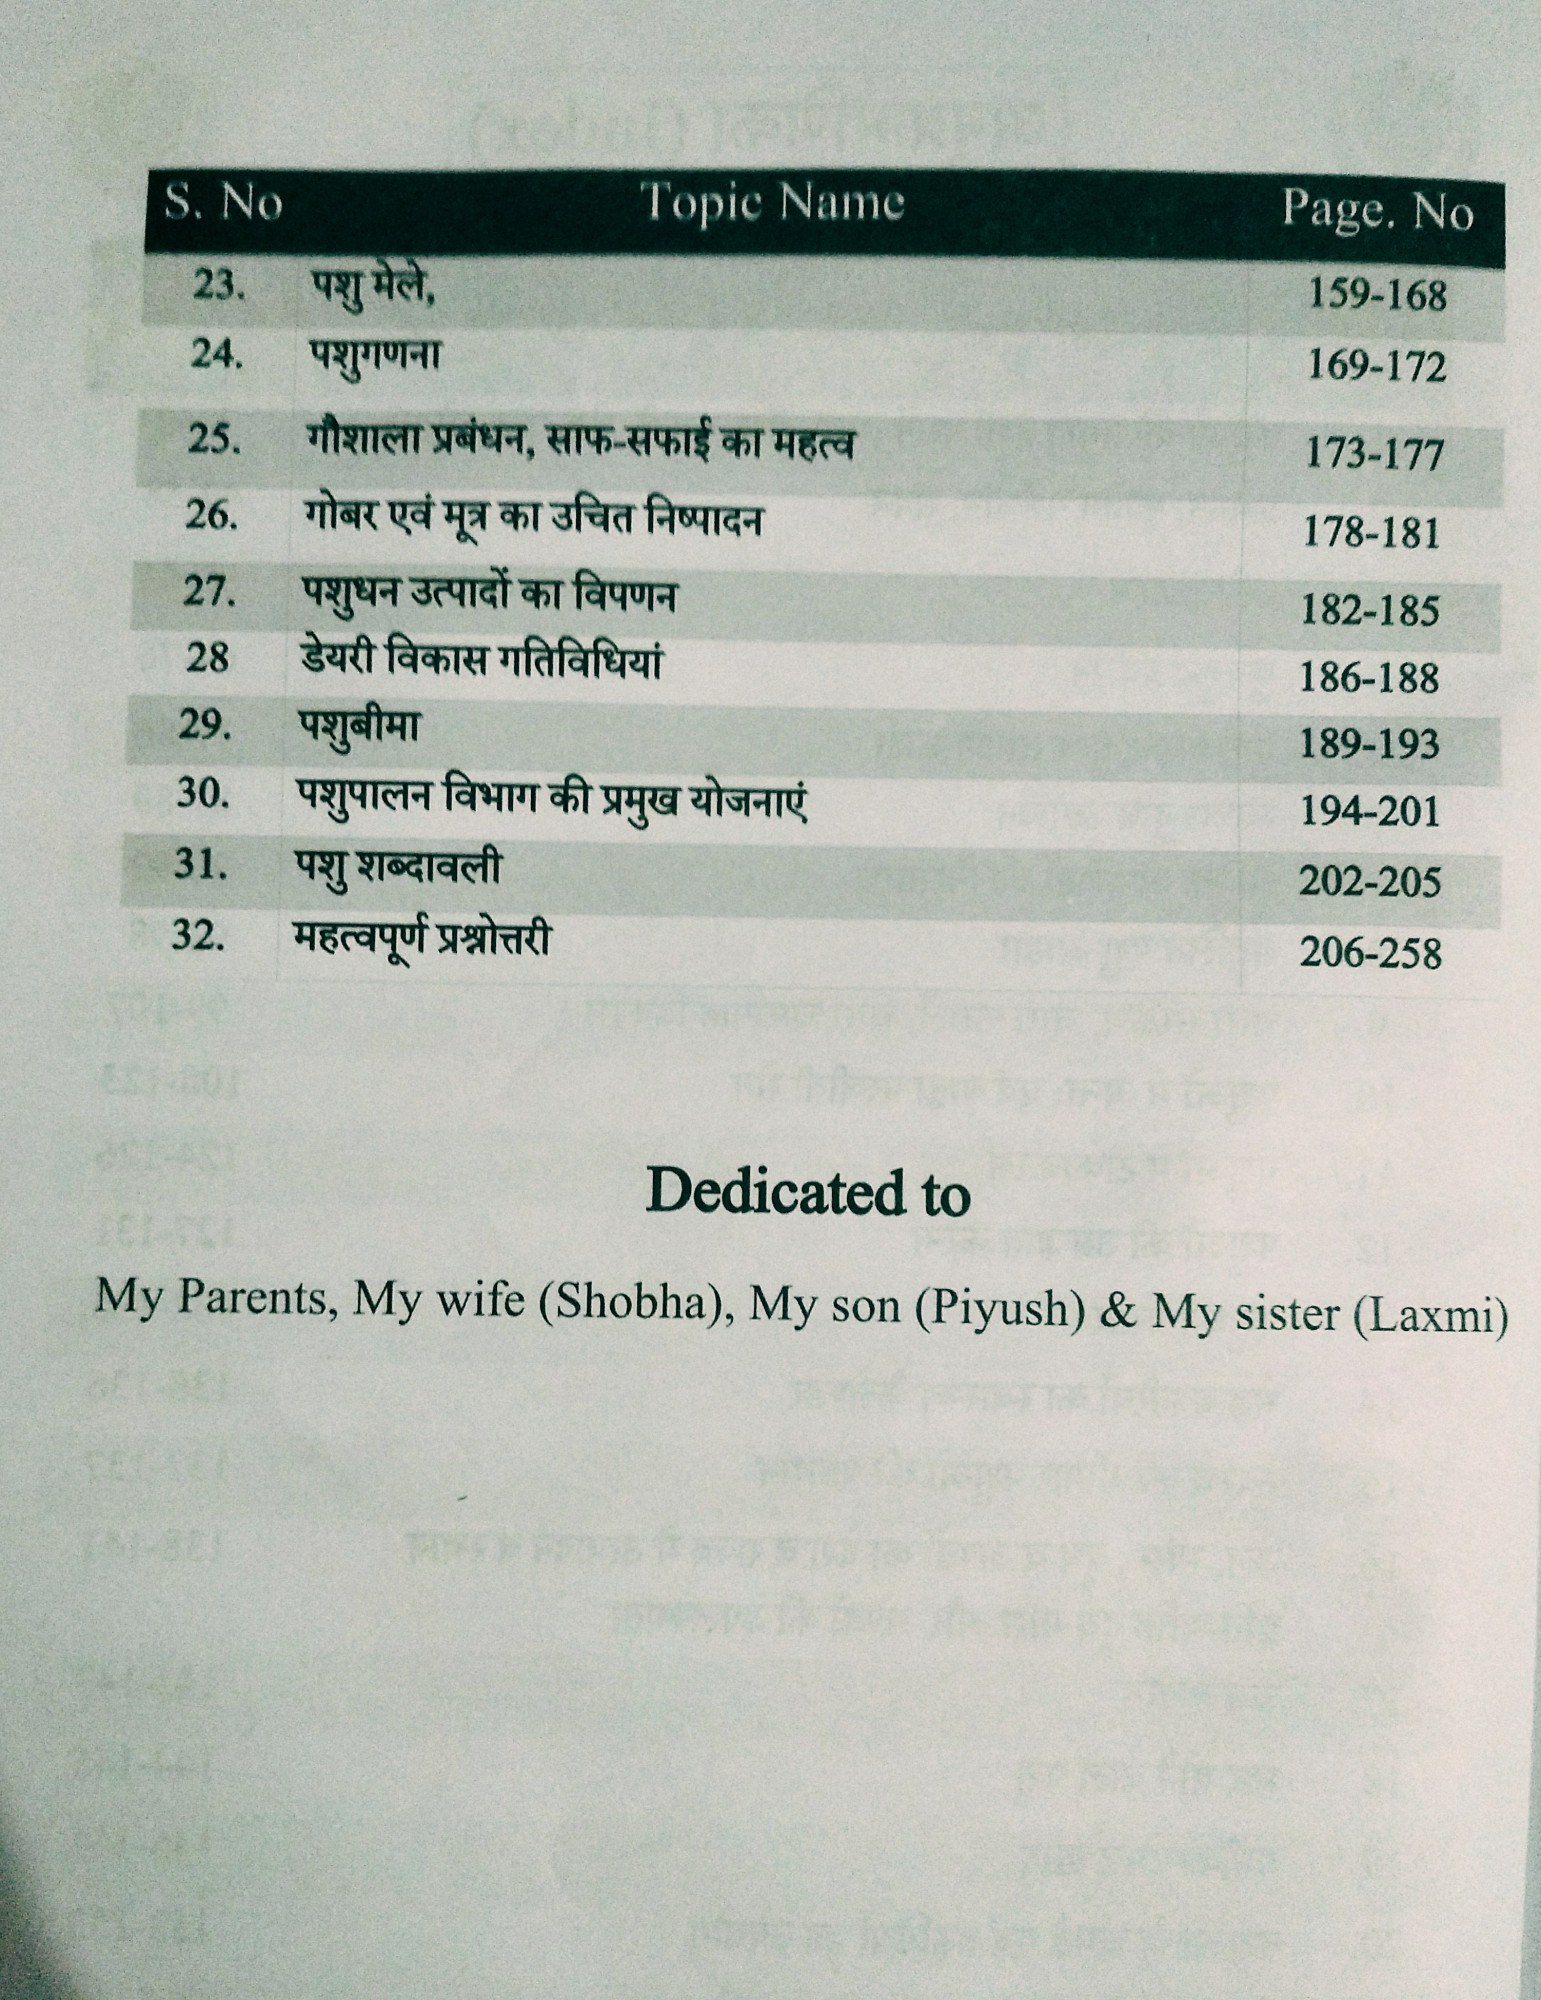 S. No Topic Name Page. No
23. पशु मेले, 159-168
24. पशुगणना 169-172
25. गौशाला प्रबंधन, साफ-सफाई का महत्व 173-177
26. गोबर एवं मूत्र का उचित निष्पादन 178-181
27. पशुधन उत्पादों का विपणन 182-185
28 डेयरी विकास गतिविधियां 186-188
29. पशुबीमा 189-193
30. पशुपालन विभाग की प्रमुख योजनाएं 194-201
31. पशु शब्दावली 202-205
32. महत्वपूर्ण प्रश्नोत्तरी 206-258
Dedicated to
My Parents, My wife (Shobha), My son (Piyush) & My sister (Laxmi)